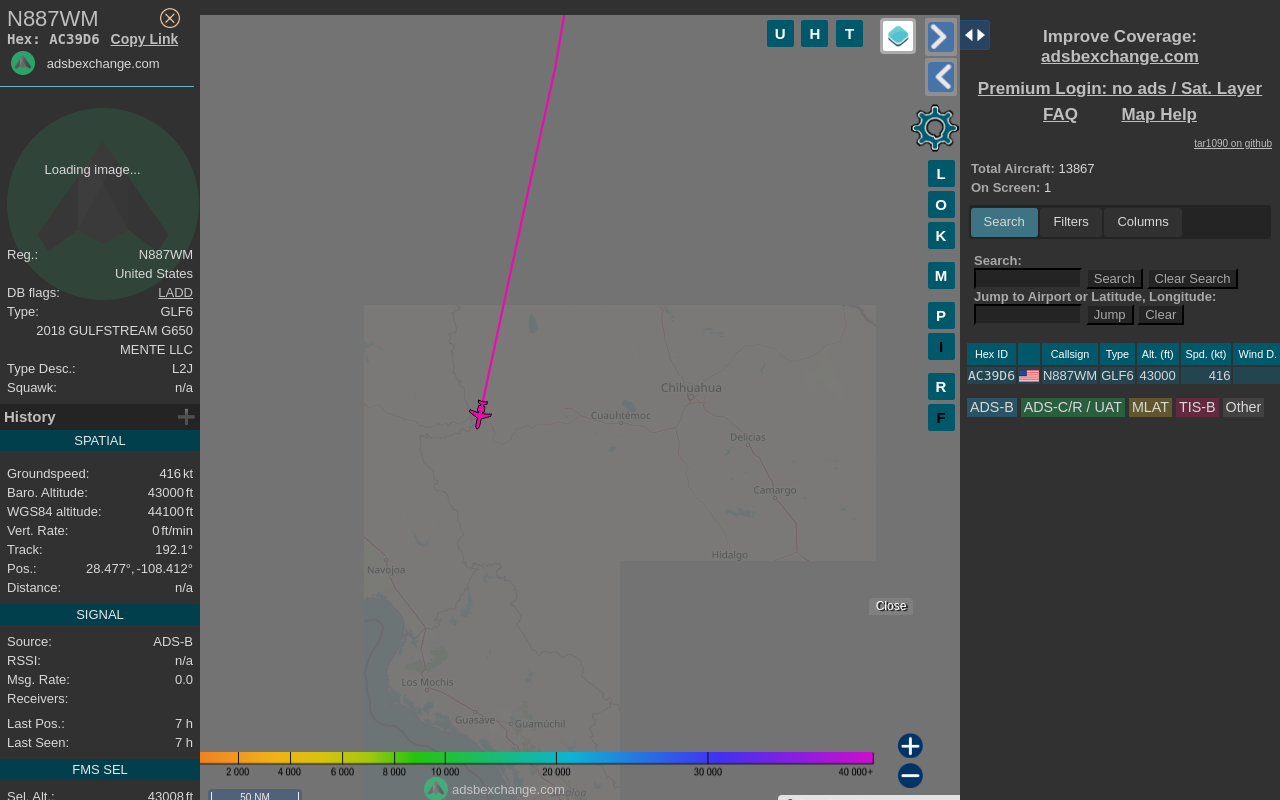 N887WM
Hex: AC39D6 Copy Link
adsbexchange.com
Loading image...
Reg.: N887WM
United States
DB flags: LADD
Type: GLF6
2018 GULFSTREAM G650
MENTE LLC
Type Desc.: L2J
Squawk: n/a
History
SPATIAL
Groundspeed: 416 kt
Baro. Altitude: 43000 ft
WGS84 altitude: 44100 ft
Vert. Rate: 0 ft/min
Track: 192.1°
Pos.: 28.477°, -108.412°
Distance: n/a
SIGNAL
Source: ADS-B
RSSI: n/a
Msg. Rate: 0.0
Receivers:
Last Pos.: 7 h
Last Seen: 7 h
FMS SEL
Sel. Alt.: 43008 ft
U H T
L
O
K
M
P
I
R
F
Chihuahua
Cuauhtémoc
Delicias
Camargo
Hidalgo
Navojoa
Los Mochis
Guasave
Guamúchil
Close
2 000 4 000 6 000 8 000 10 000 20 000 30 000 40 000+
adsbexchange.com
50 NM
Improve Coverage:
adsbexchange.com
Premium Login: no ads / Sat. Layer
FAQ Map Help
tar1090 on github
Total Aircraft: 13867
On Screen: 1
Search Filters Columns
Search:
Search Clear Search
Jump to Airport or Latitude, Longitude:
Jump Clear
Hex ID Callsign Type Alt. (ft) Spd. (kt) Wind D.
AC39D6 N887WM GLF6 43000 416
ADS-B ADS-C/R / UAT MLAT TIS-B Other